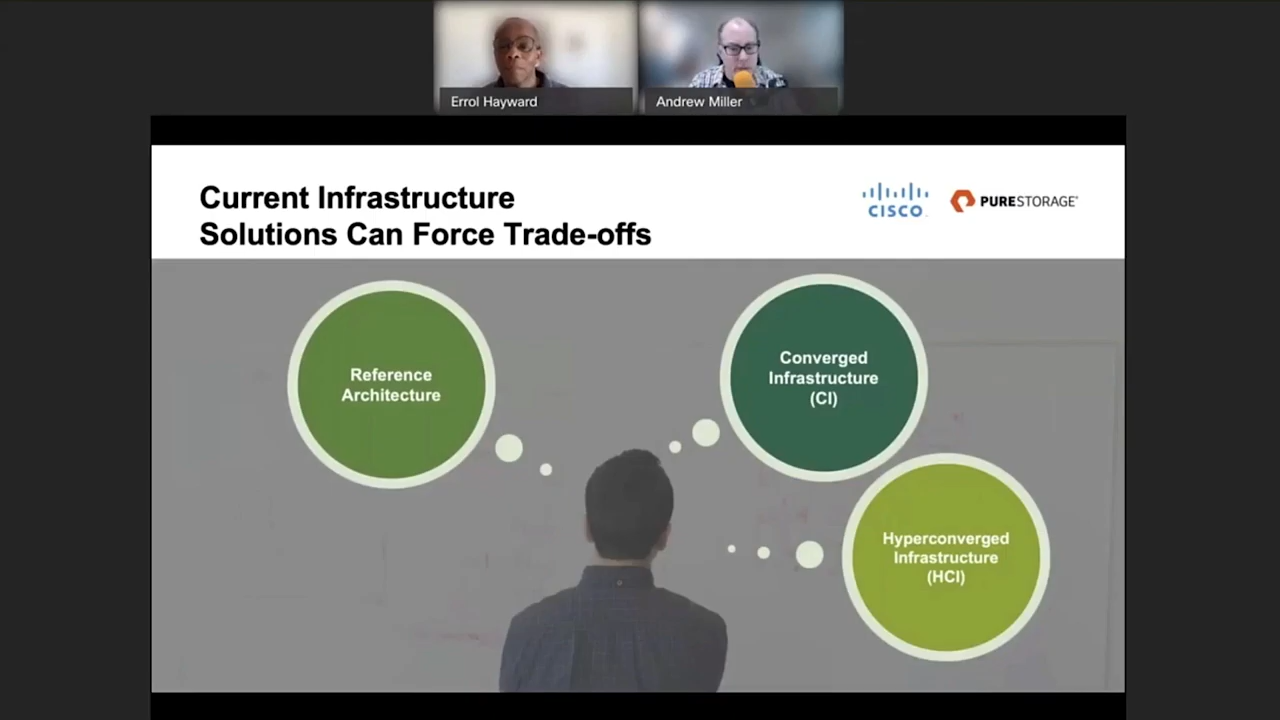 Errol Hayward
Andrew Miller
Current Infrastructure
Solutions Can Force Trade-offs
CISCO
PURESTORAGE®
Reference
Architecture
Converged
Infrastructure
(CI)
Hyperconverged
Infrastructure
(HCI)